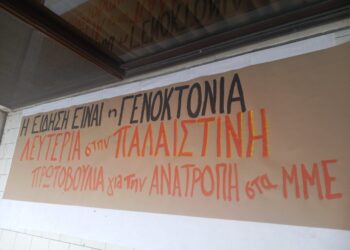 Η ΕΙΔΗΣΗ ΕΙΝΑΙ η ΓΕΝΟΚΤΟΝΙΑ
ΛΕΥΤΕΡΙΑ στην ΠΑΛΑΙΣΤΙΝΗ
ΠΡΩΤΟΒΟΥΛΙΑ για την ΑΝΑΤΡΟΠΗ στα ΜΜΕ